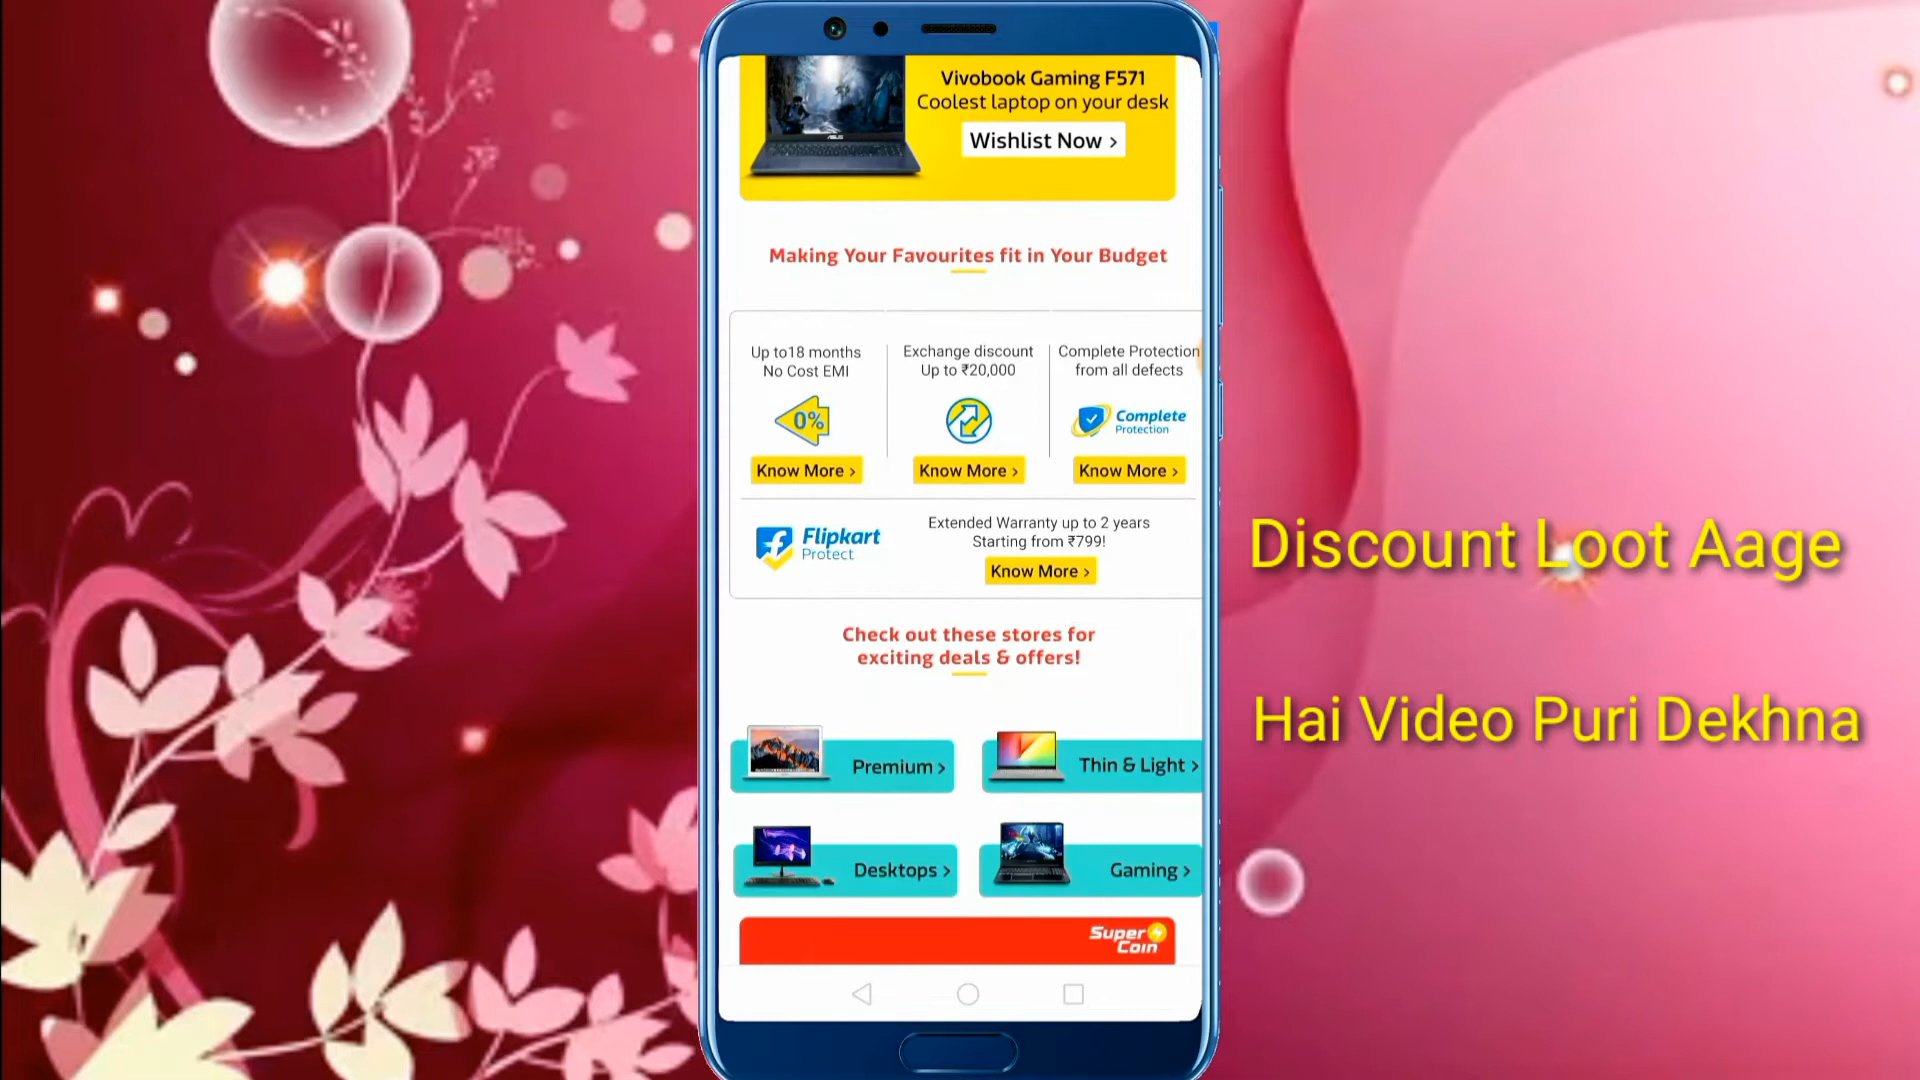 Vivobook Gaming F571
Coolest laptop on your desk
Wishlist Now >
ASUS
Making Your Favourites fit in Your Budget
Up to18 months
No Cost EMI
0%
Know More >
Exchange discount
Up to ₹20,000
Know More >
Complete Protection
from all defects
Complete
Protection
Know More >
Flipkart
Protect
Extended Warranty up to 2 years
Starting from ₹799!
Know More >
Check out these stores for
exciting deals & offers!
Premium >
Thin & Light >
Desktops >
Gaming >
Super
Coin
Discount Loot Aage
Hai Video Puri Dekhna